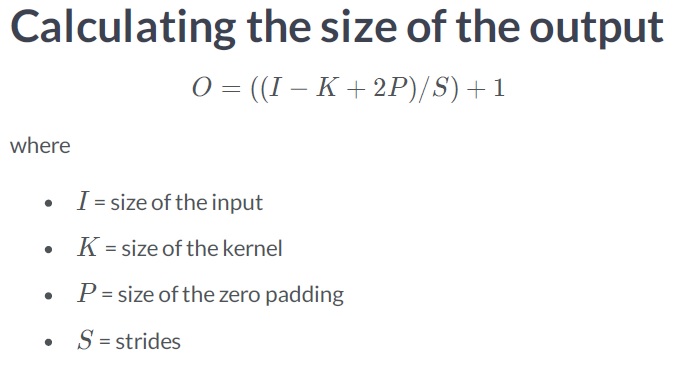 Calculating the size of the output
O = ((I − K + 2P)/S) + 1
where
• I = size of the input
• K = size of the kernel
• P = size of the zero padding
• S = strides